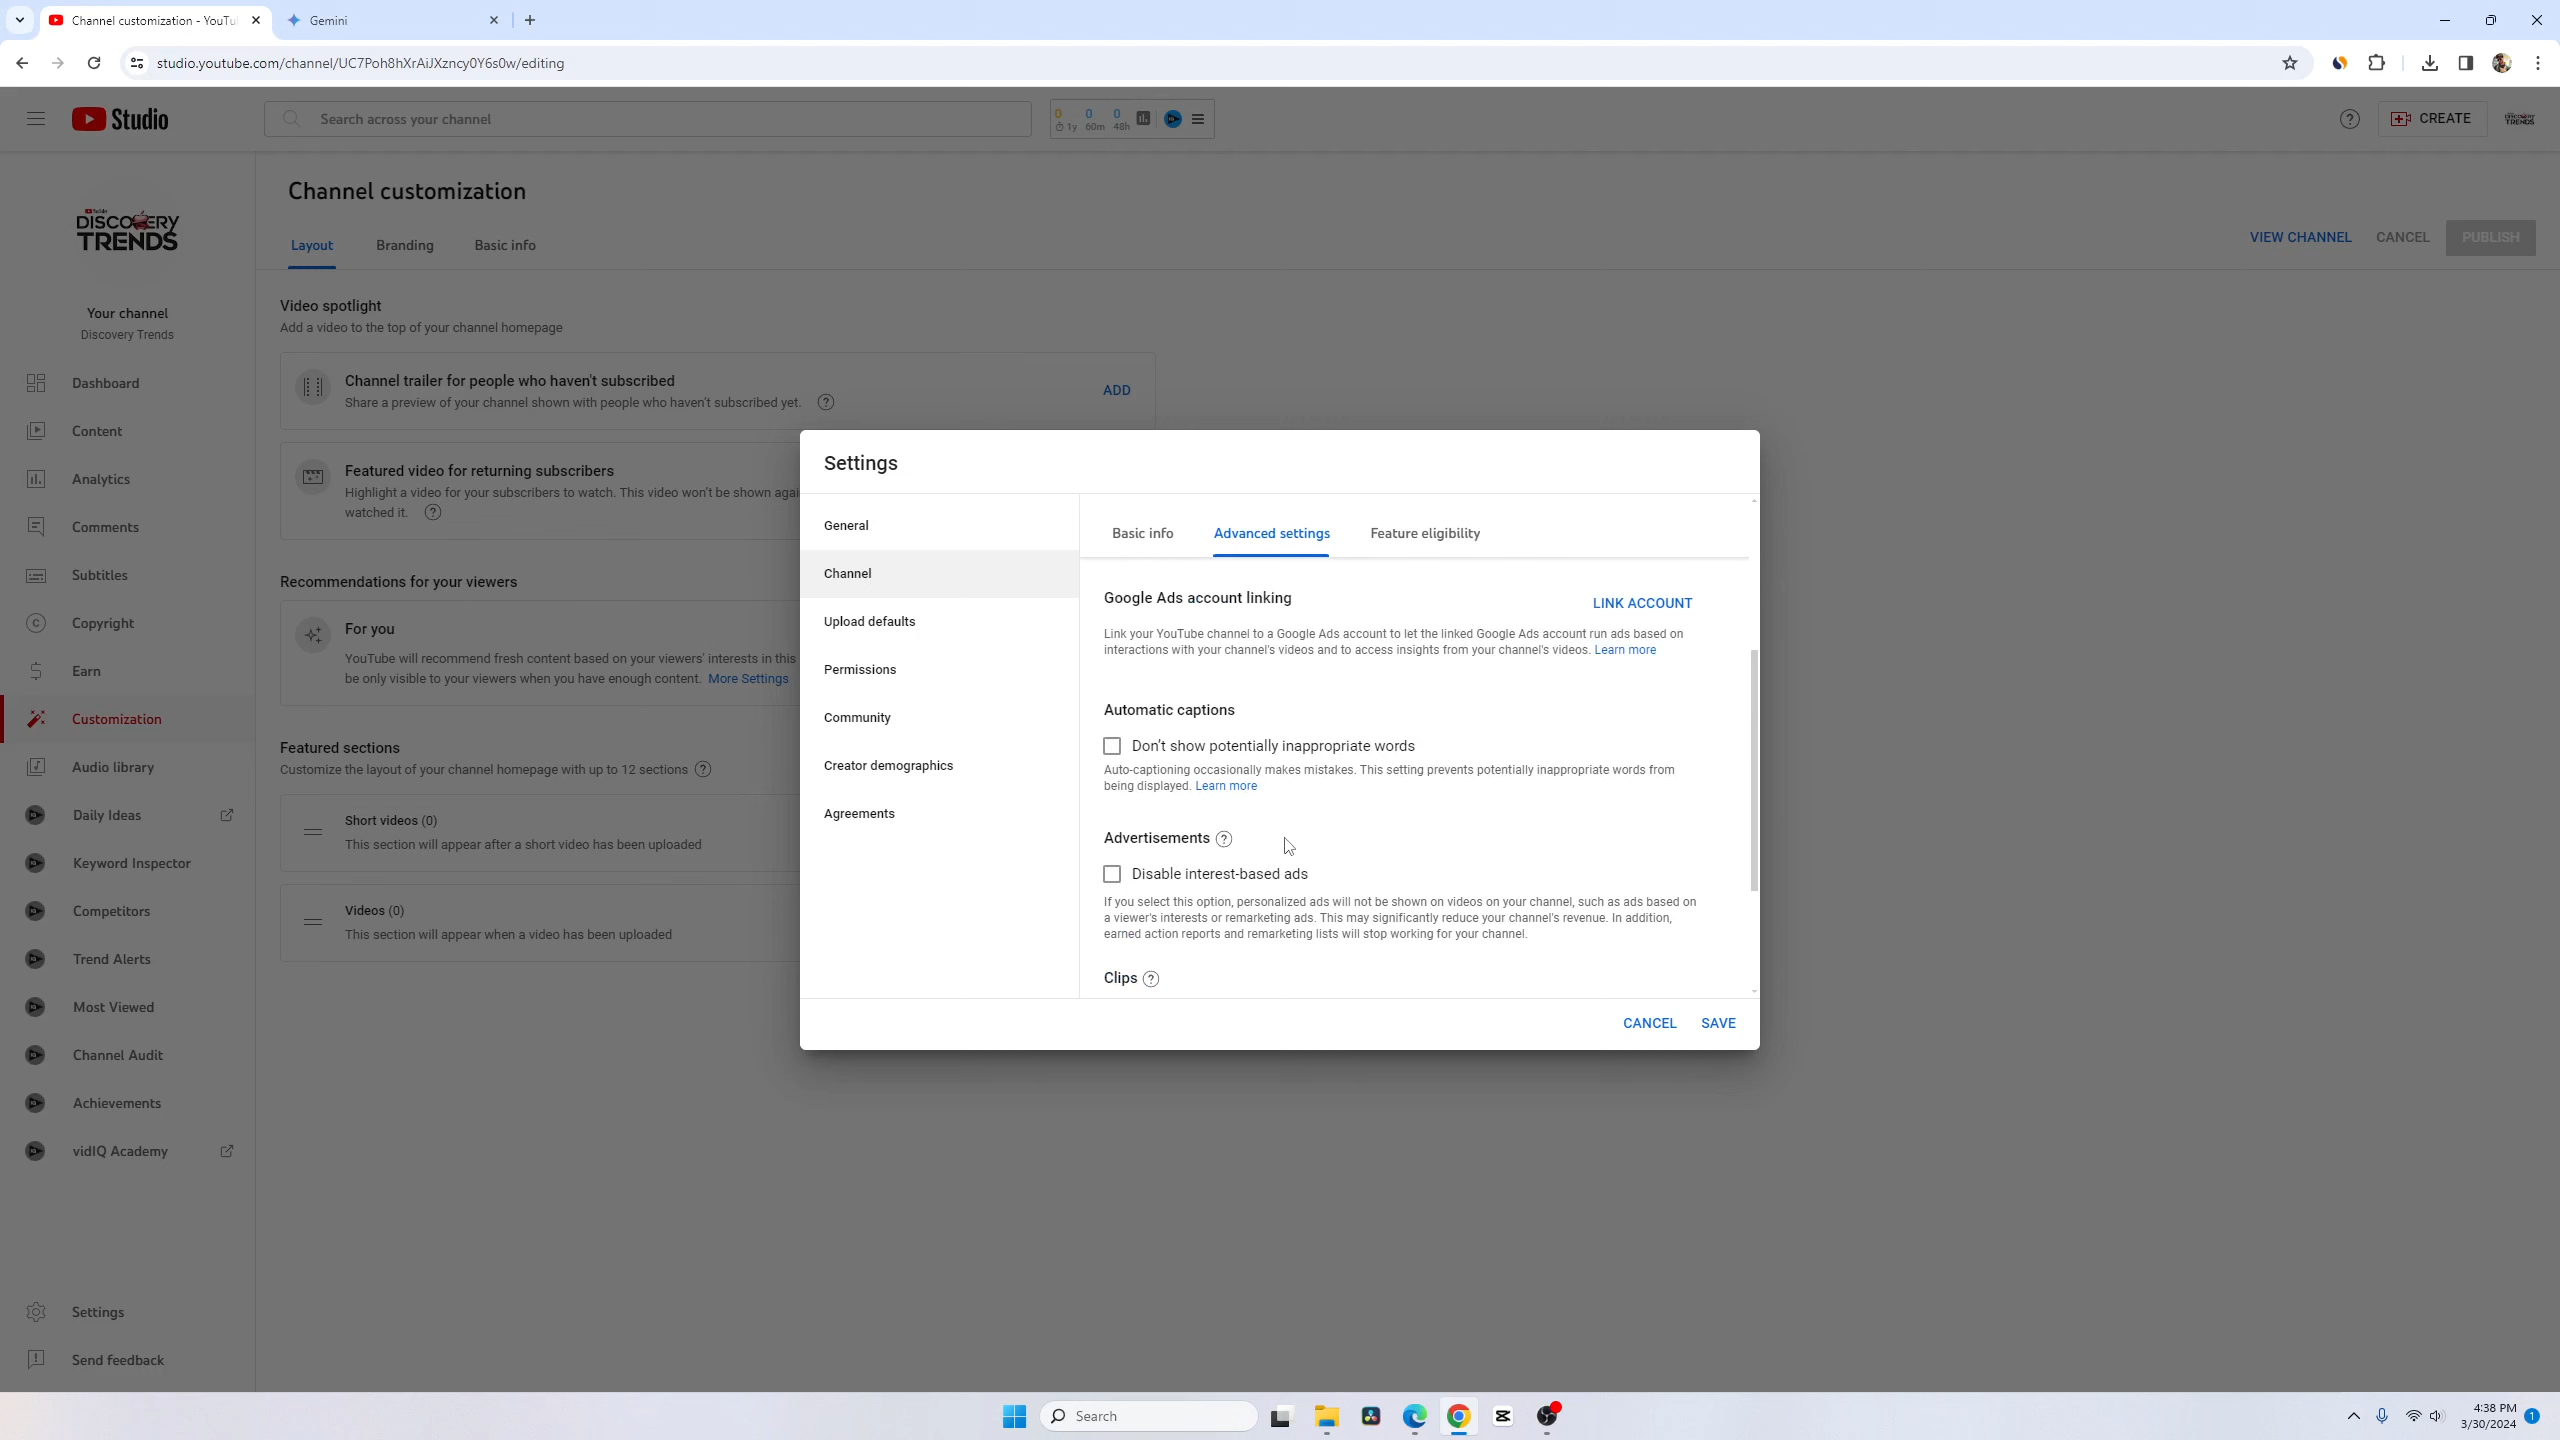 Channel customization - YouTu
Gemini
studio.youtube.com/channel/UC7Poh8hXrAiJXzncy0Y6s0w/editing
Studio
Search across your channel
0 0 0
1y 60m 48h
CREATE
DISCOVERY
TRENDS
Channel customization
DISCOVERY
TRENDS
Layout
Branding
Basic info
VIEW CHANNEL
CANCEL
PUBLISH
Your channel
Discovery Trends
Dashboard
Content
Analytics
Comments
Subtitles
Copyright
Earn
Customization
Audio library
Daily Ideas
Keyword Inspector
Competitors
Trend Alerts
Most Viewed
Channel Audit
Achievements
vidIQ Academy
Settings
Send feedback
Video spotlight
Add a video to the top of your channel homepage
Channel trailer for people who haven't subscribed
Share a preview of your channel shown with people who haven't subscribed yet.
ADD
Featured video for returning subscribers
Highlight a video for your subscribers to watch. This video won't be shown agai
watched it.
Recommendations for your viewers
For you
YouTube will recommend fresh content based on your viewers' interests in this
be only visible to your viewers when you have enough content. More Settings
Featured sections
Customize the layout of your channel homepage with up to 12 sections
Short videos (0)
This section will appear after a short video has been uploaded
Videos (0)
This section will appear when a video has been uploaded
Settings
General
Channel
Upload defaults
Permissions
Community
Creator demographics
Agreements
Basic info
Advanced settings
Feature eligibility
Google Ads account linking
LINK ACCOUNT
Link your YouTube channel to a Google Ads account to let the linked Google Ads account run ads based on
interactions with your channel's videos and to access insights from your channel's videos. Learn more
Automatic captions
Don't show potentially inappropriate words
Auto-captioning occasionally makes mistakes. This setting prevents potentially inappropriate words from
being displayed. Learn more
Advertisements
Disable interest-based ads
If you select this option, personalized ads will not be shown on videos on your channel, such as ads based on
a viewer's interests or remarketing ads. This may significantly reduce your channel's revenue. In addition,
earned action reports and remarketing lists will stop working for your channel.
Clips
CANCEL
SAVE
Search
4:38 PM
3/30/2024
1